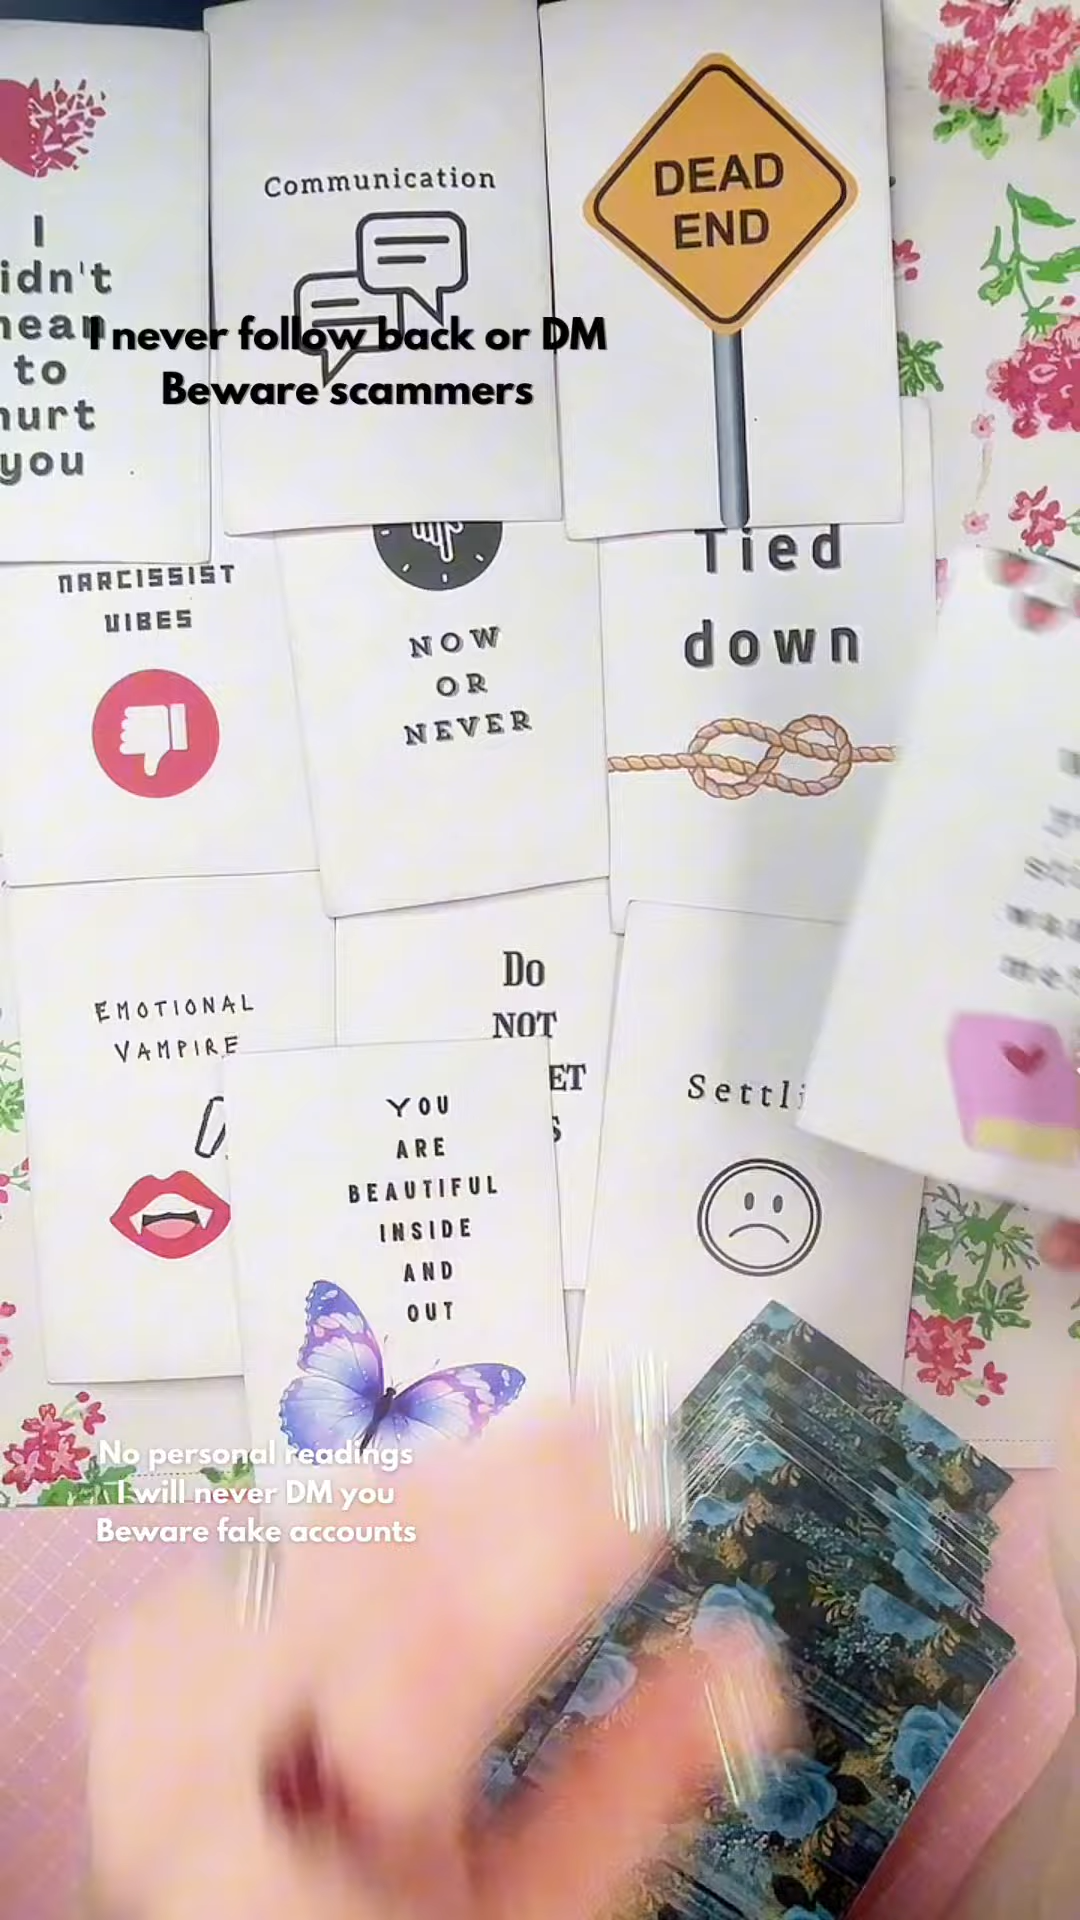 I
idn't
mean
to
hurt
you
Communication
DEAD
END
I never follow back or DM
Beware scammers
NARCISSIST
VIBES
NOW
OR
NEVER
Tied
down
EMOTIONAL
VAMPIRE
Do
NOT
ET
S
YOU
ARE
BEAUTIFUL
INSIDE
AND
OUT
Settli
No personal readings
I will never DM you
Beware fake accounts